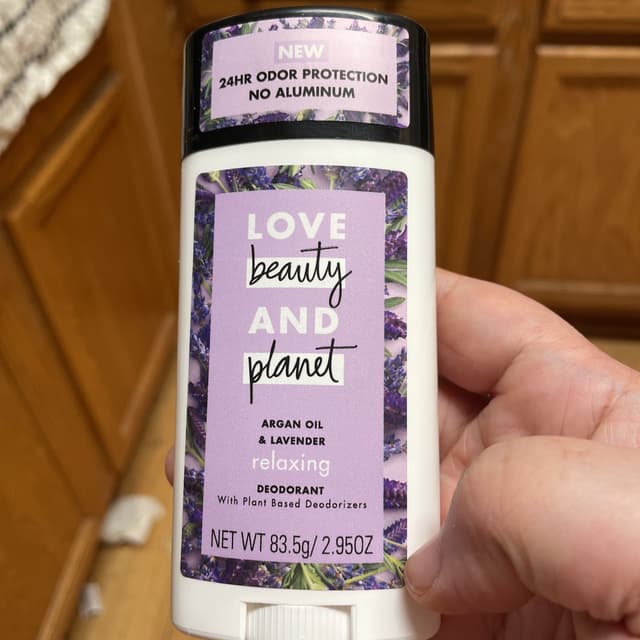 NEW
24HR ODOR PROTECTION
NO ALUMINUM
LOVE
beauty
AND
planet
ARGAN OIL
& LAVENDER
relaxing
DEODORANT
With Plant Based Deodorizers
NET WT 83.5g/ 2.95OZ